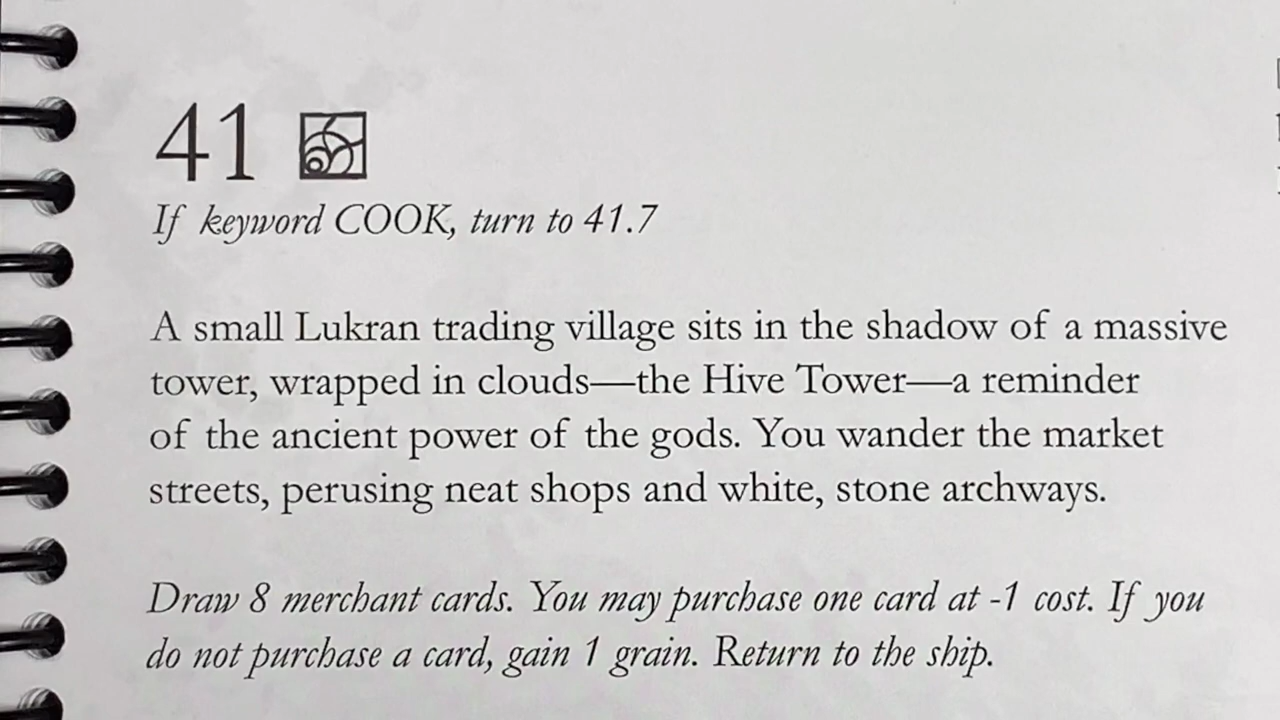 41
If keyword COOK, turn to 41.7
A small Lukran trading village sits in the shadow of a massive
tower, wrapped in clouds—the Hive Tower—a reminder
of the ancient power of the gods. You wander the market
streets, perusing neat shops and white, stone archways.
Draw 8 merchant cards. You may purchase one card at -1 cost. If you
do not purchase a card, gain 1 grain. Return to the ship.